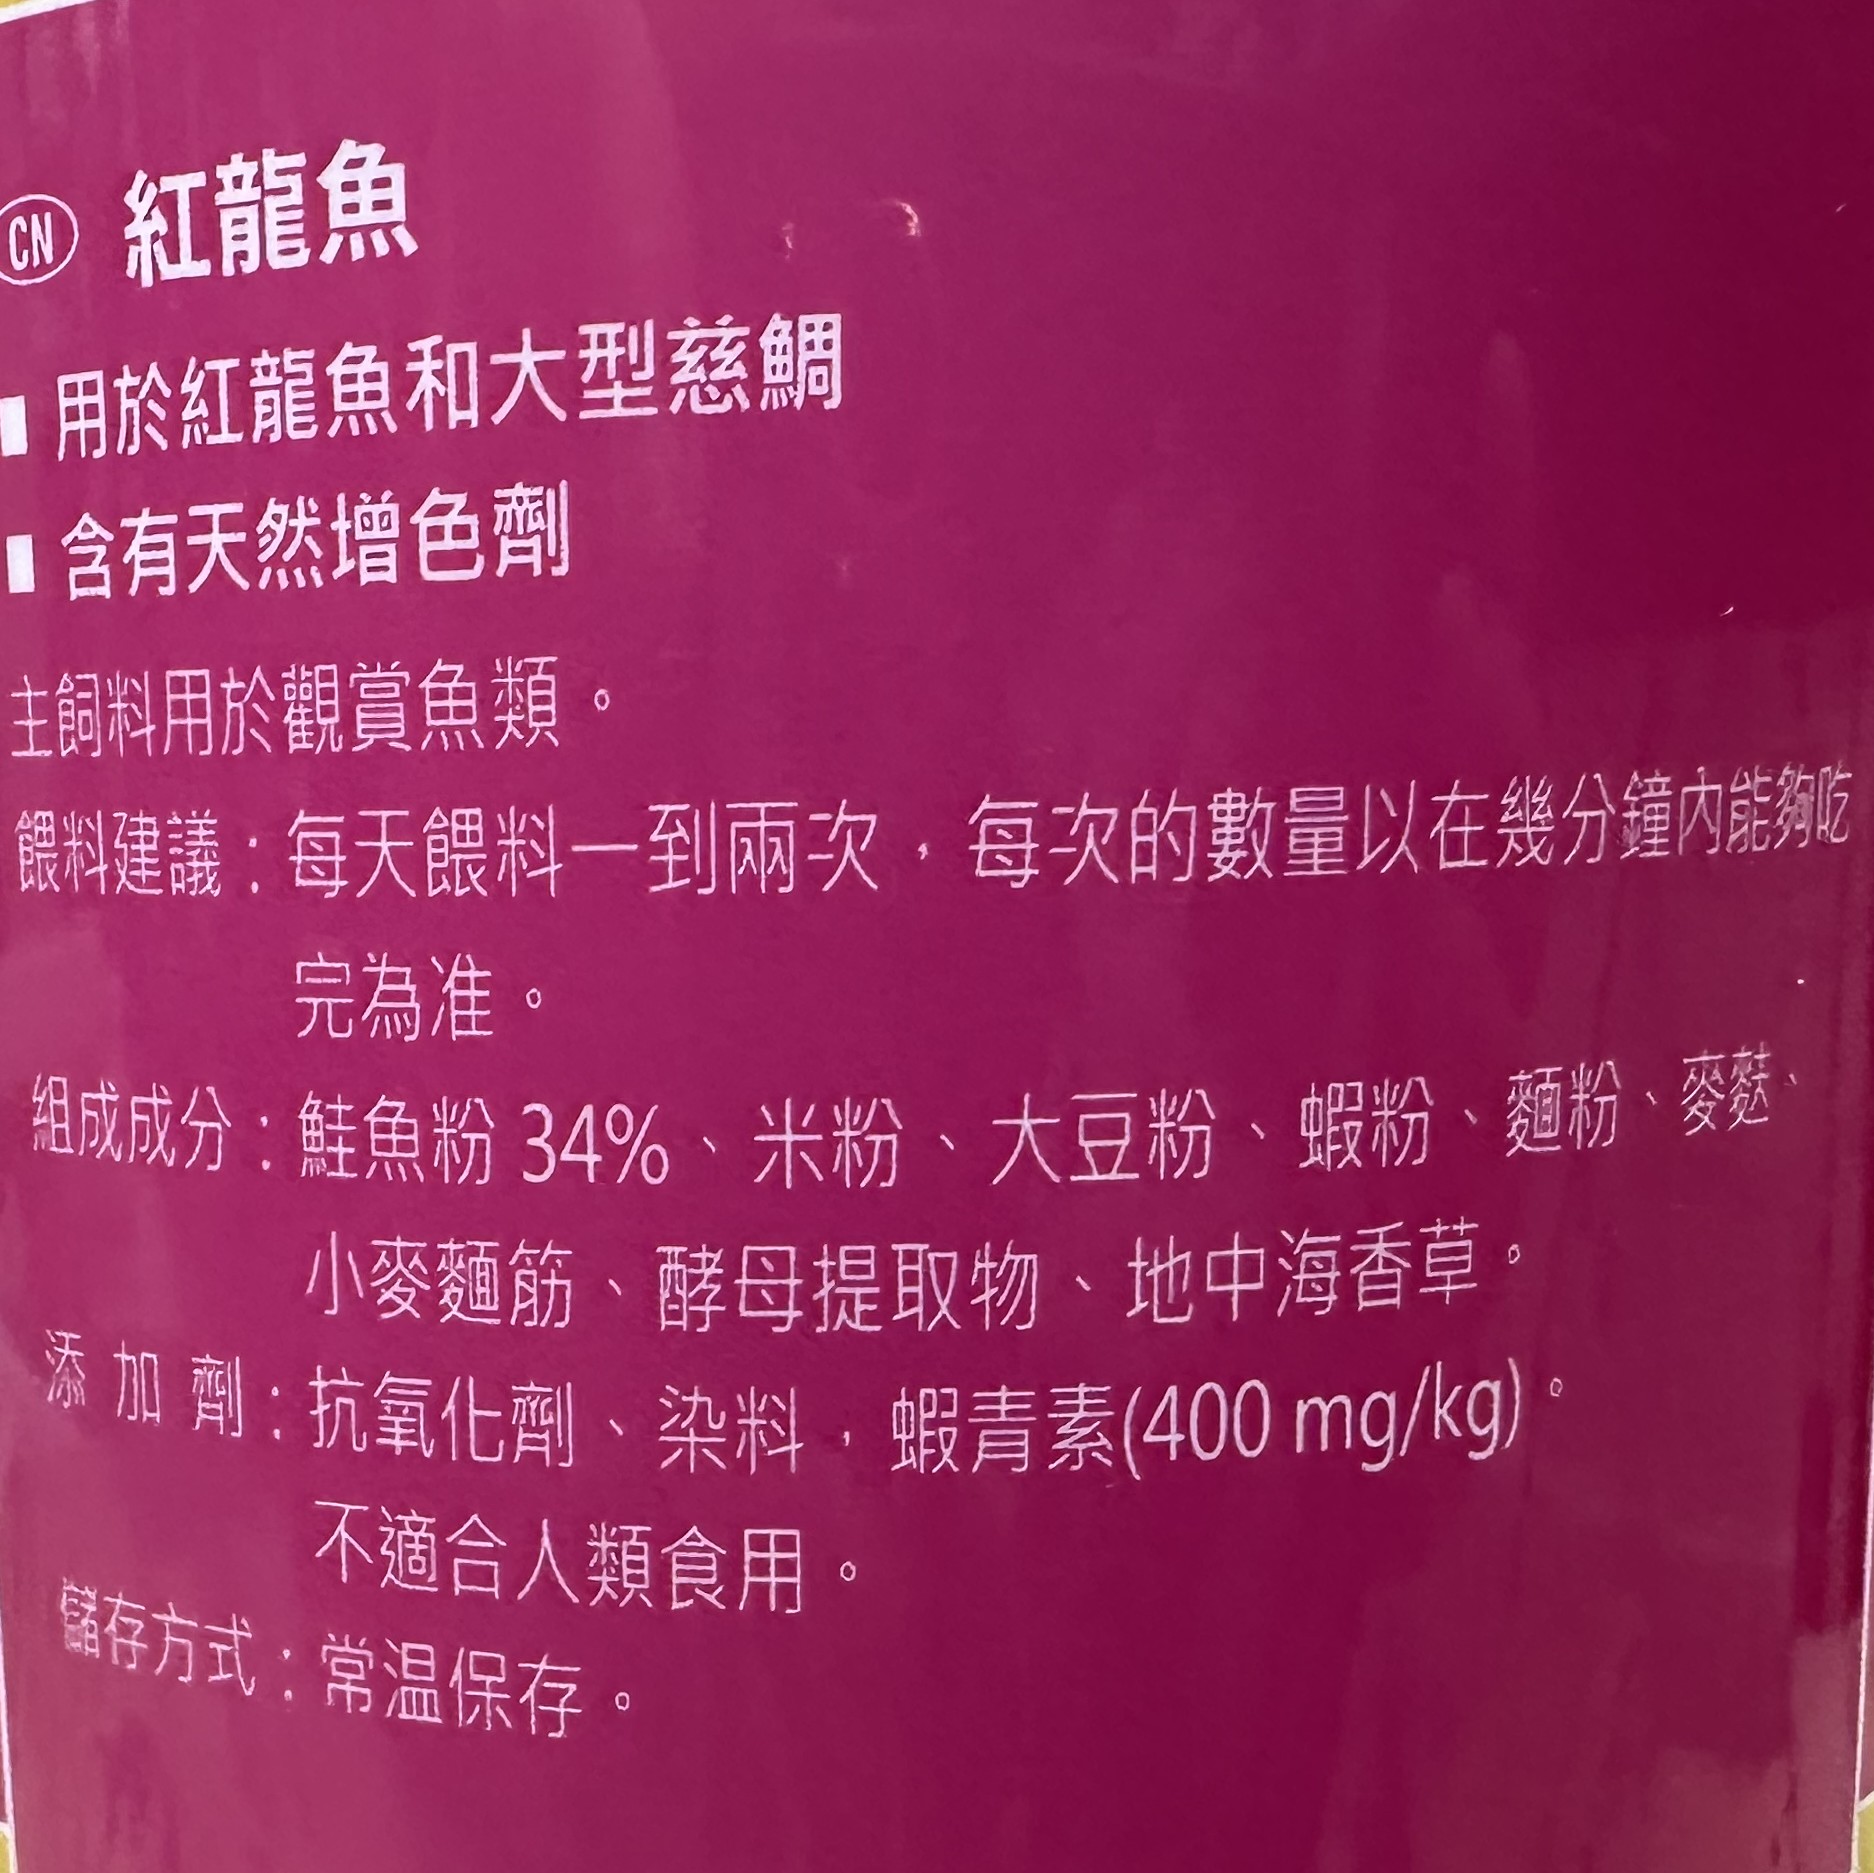 CN 紅龍魚
用於紅龍魚和大型慈鯛
含有天然增色劑
主飼料用於觀賞魚類。
餵料建議：每天餵料一到兩次，每次的數量以在幾分鐘內能夠吃
完為准。
組成成分：鮭魚粉 34%、米粉、大豆粉、蝦粉、麵粉、麥麩、
小麥麵筋、酵母提取物、地中海香草。
添加劑：抗氧化劑、染料，蝦青素(400 mg/kg)。
不適合人類食用。
儲存方式：常溫保存。